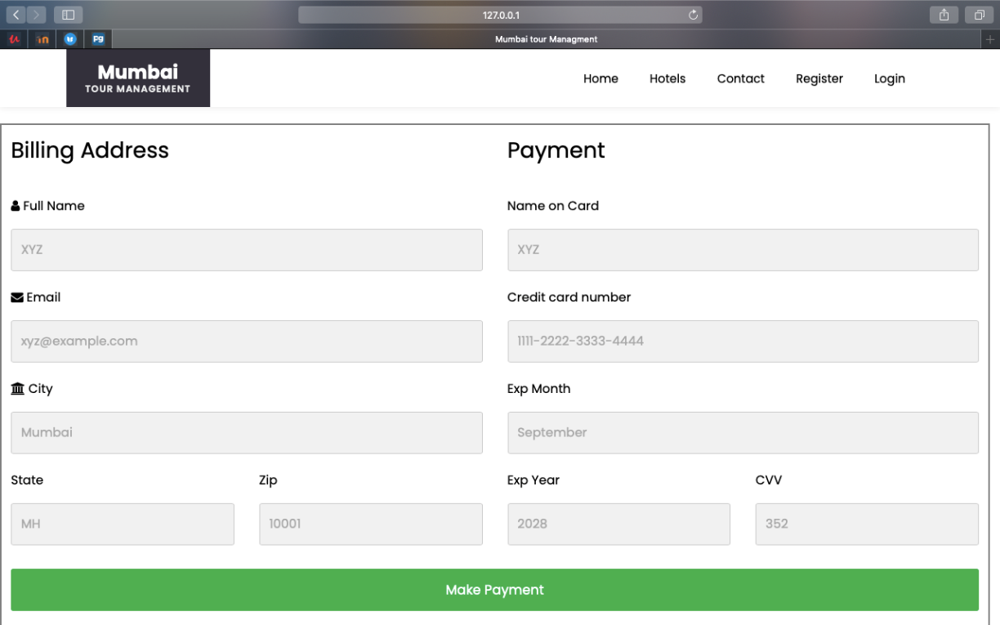 127.0.0.1
Mumbai tour Managment
Mumbai
TOUR MANAGEMENT
Home Hotels Contact Register Login
Billing Address
Payment
Full Name
Name on Card
XYZ
XYZ
Email
Credit card number
xyz@example.com
1111-2222-3333-4444
City
Exp Month
Mumbai
September
State Zip
Exp Year CVV
MH 10001
2028 352
Make Payment